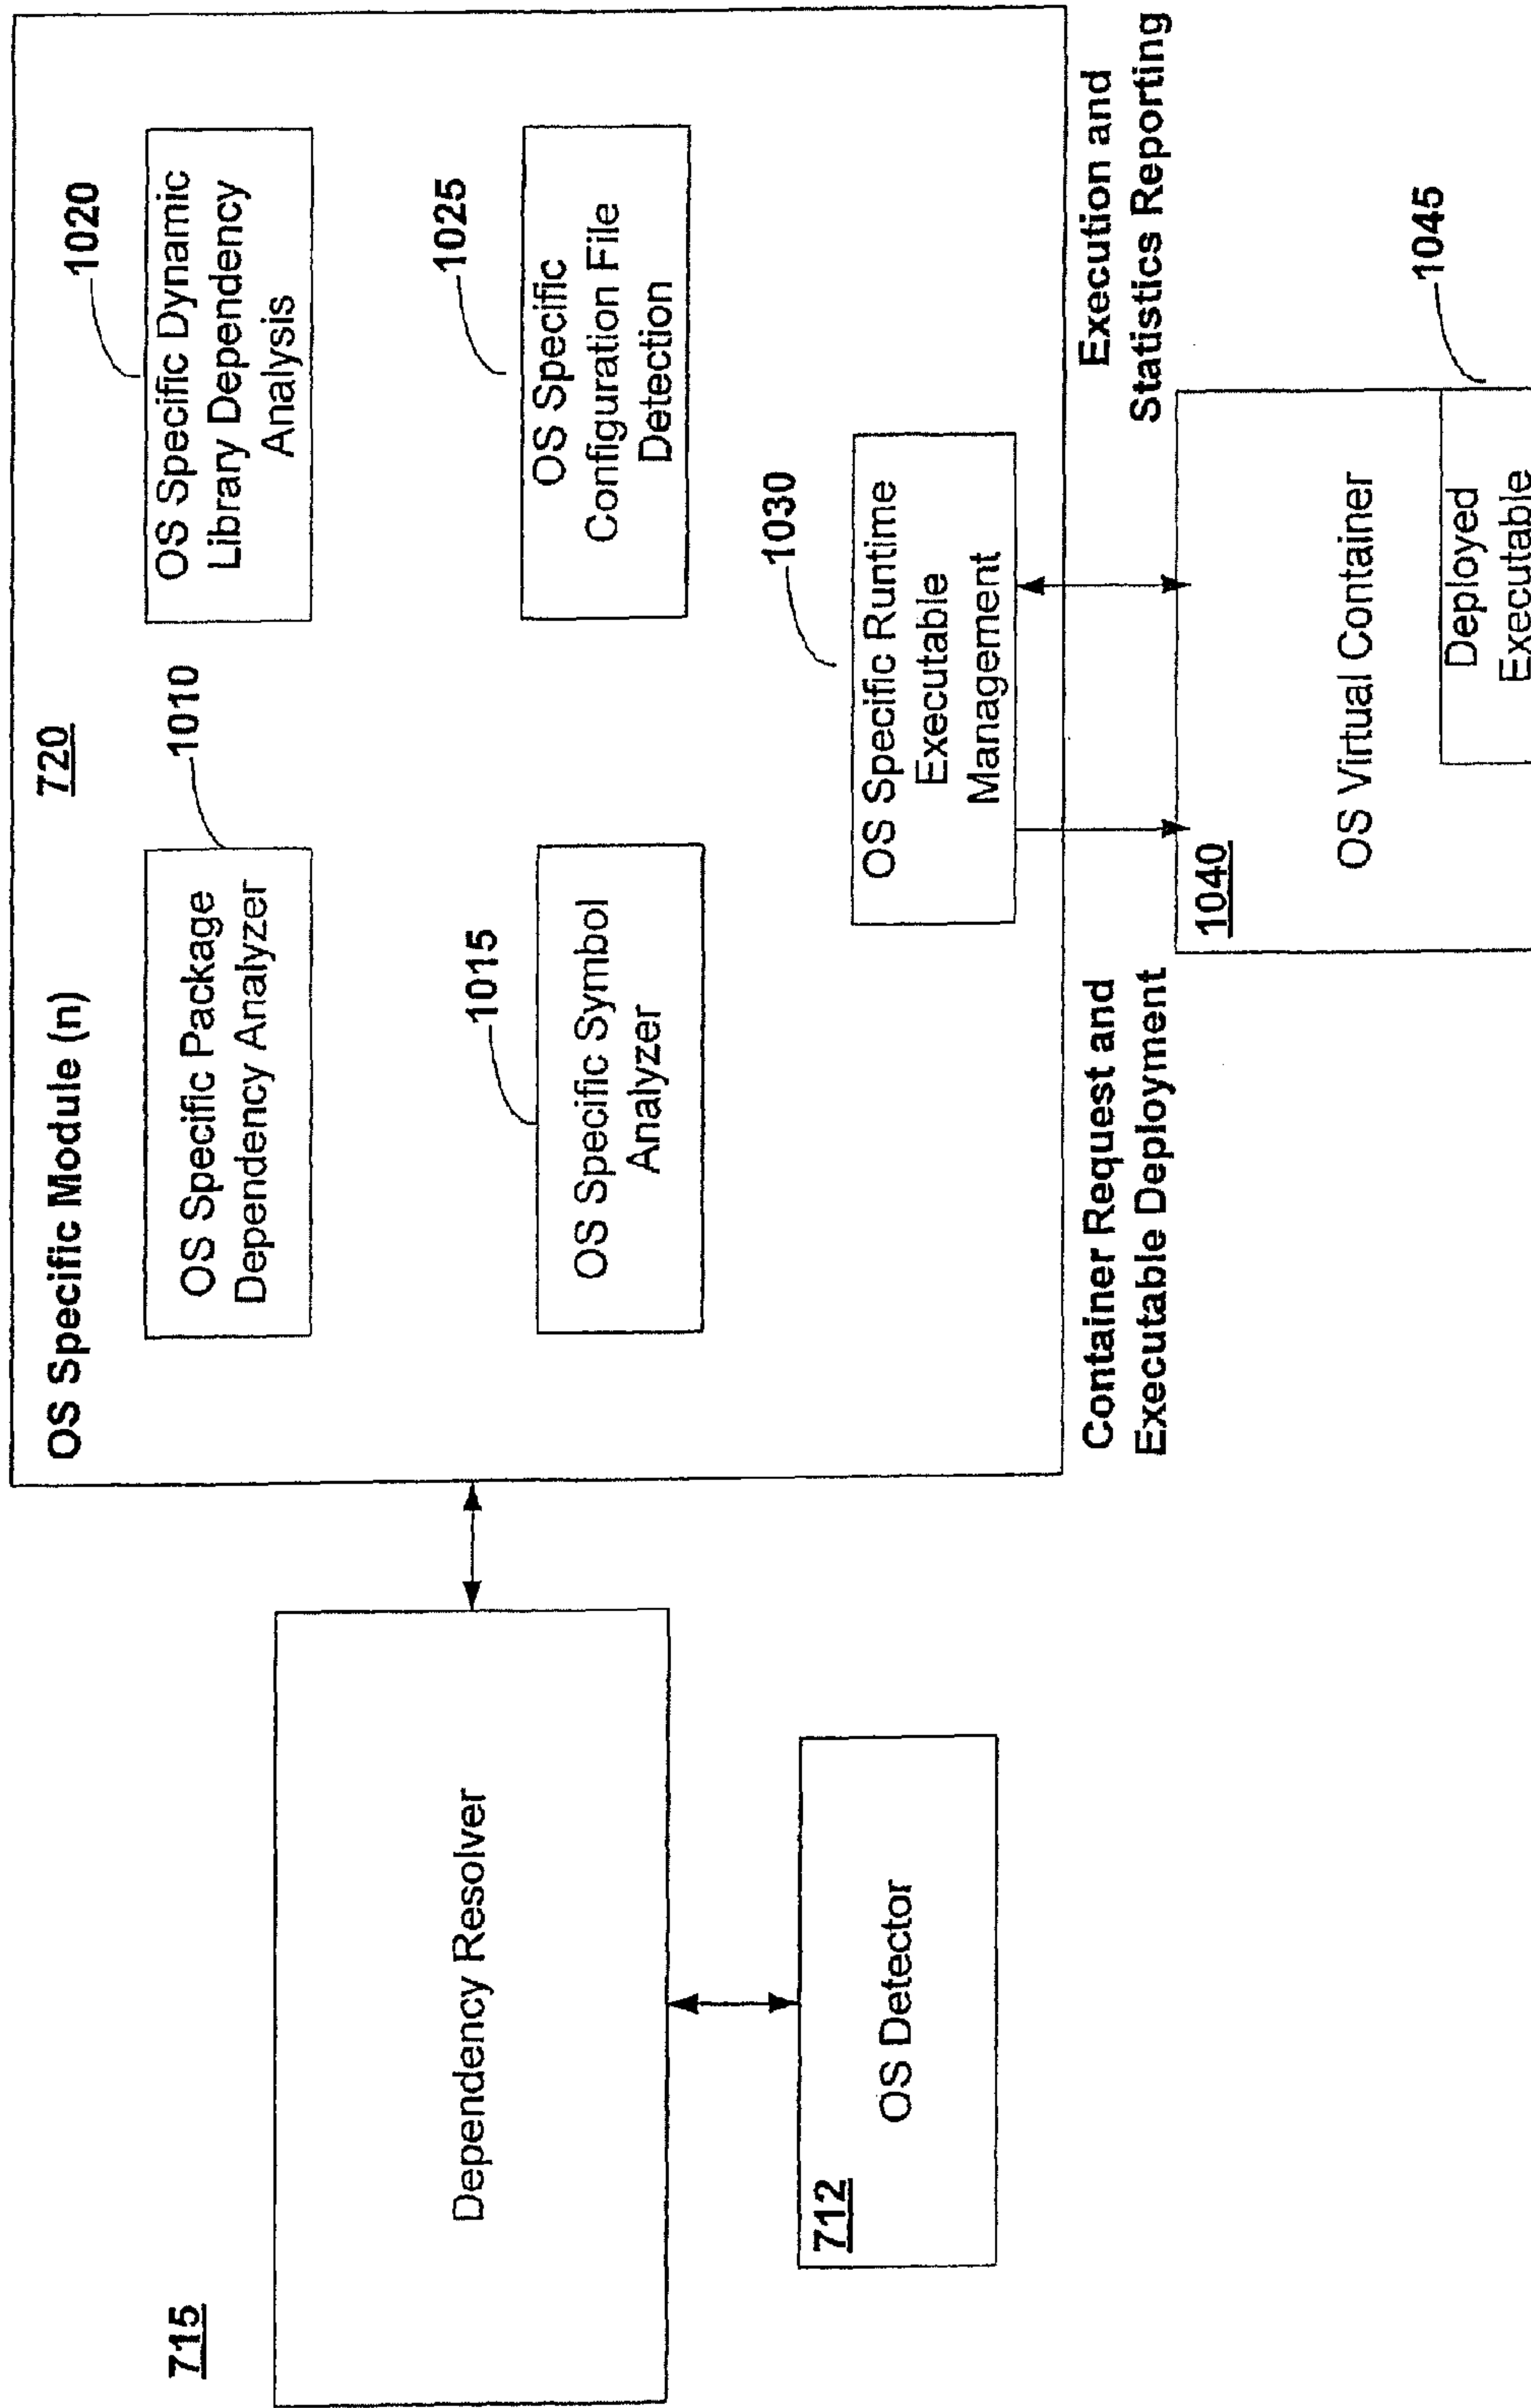 715
Dependency Resolver
712
OS Detector
OS Specific Module (n)
720
OS Specific Package
Dependency Analyzer
1010
OS Specific Dynamic
Library Dependency
Analysis
1020
OS Specific Symbol
Analyzer
1015
OS Specific
Configuration File
Detection
1025
OS Specific Runtime
Executable
Management
1030
Container Request and
Executable Deployment
Execution and
Statistics Reporting
1040
OS Virtual Container
Deployed
Executable
1045